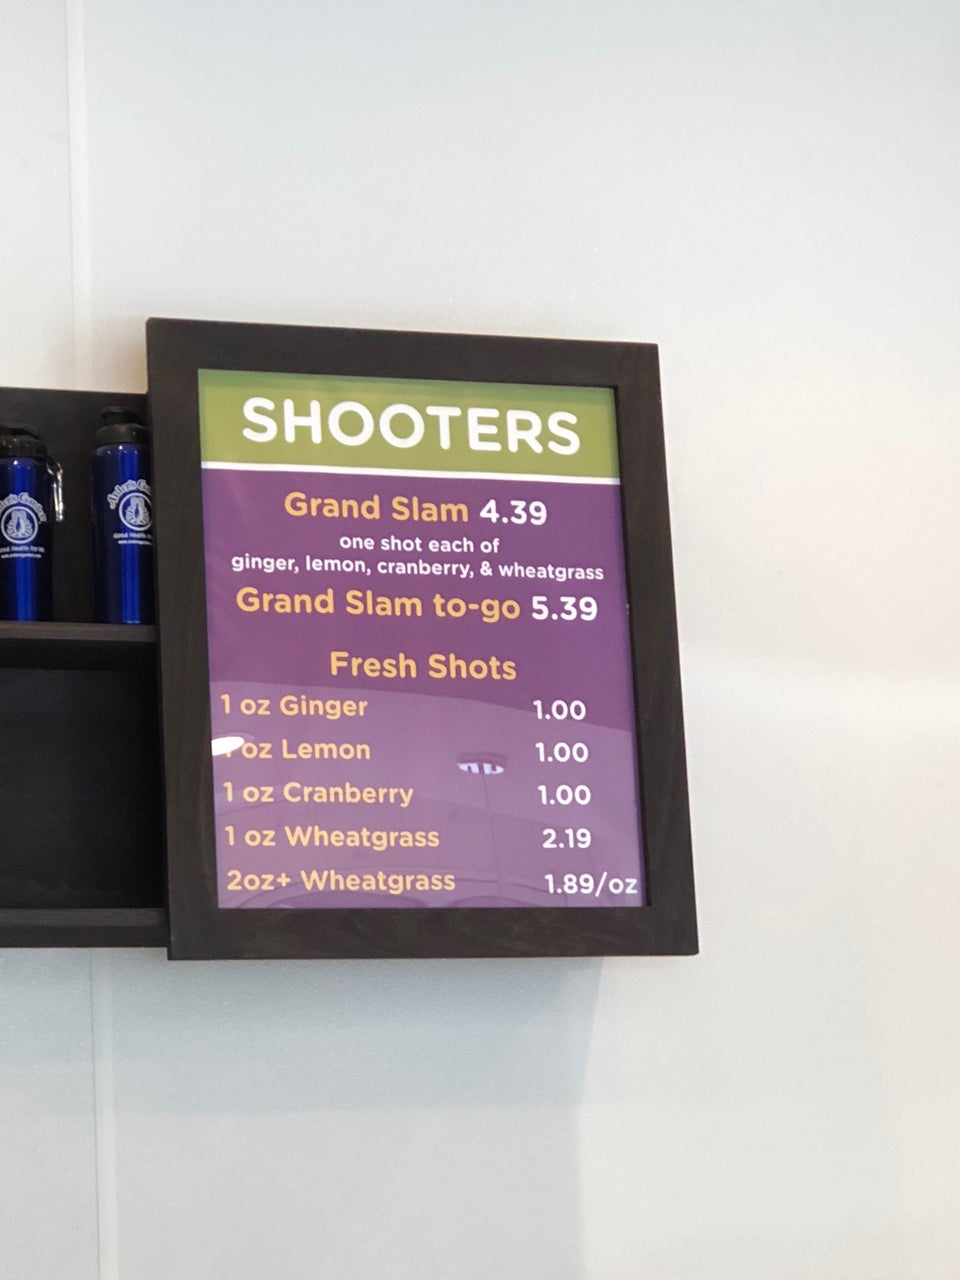 SHOOTERS
Grand Slam 4.39
one shot each of
ginger, lemon, cranberry, & wheatgrass
Grand Slam to-go 5.39
Fresh Shots
1 oz Ginger 1.00
oz Lemon 1.00
1 oz Cranberry 1.00
1 oz Wheatgrass 2.19
2oz+ Wheatgrass 1.89/oz